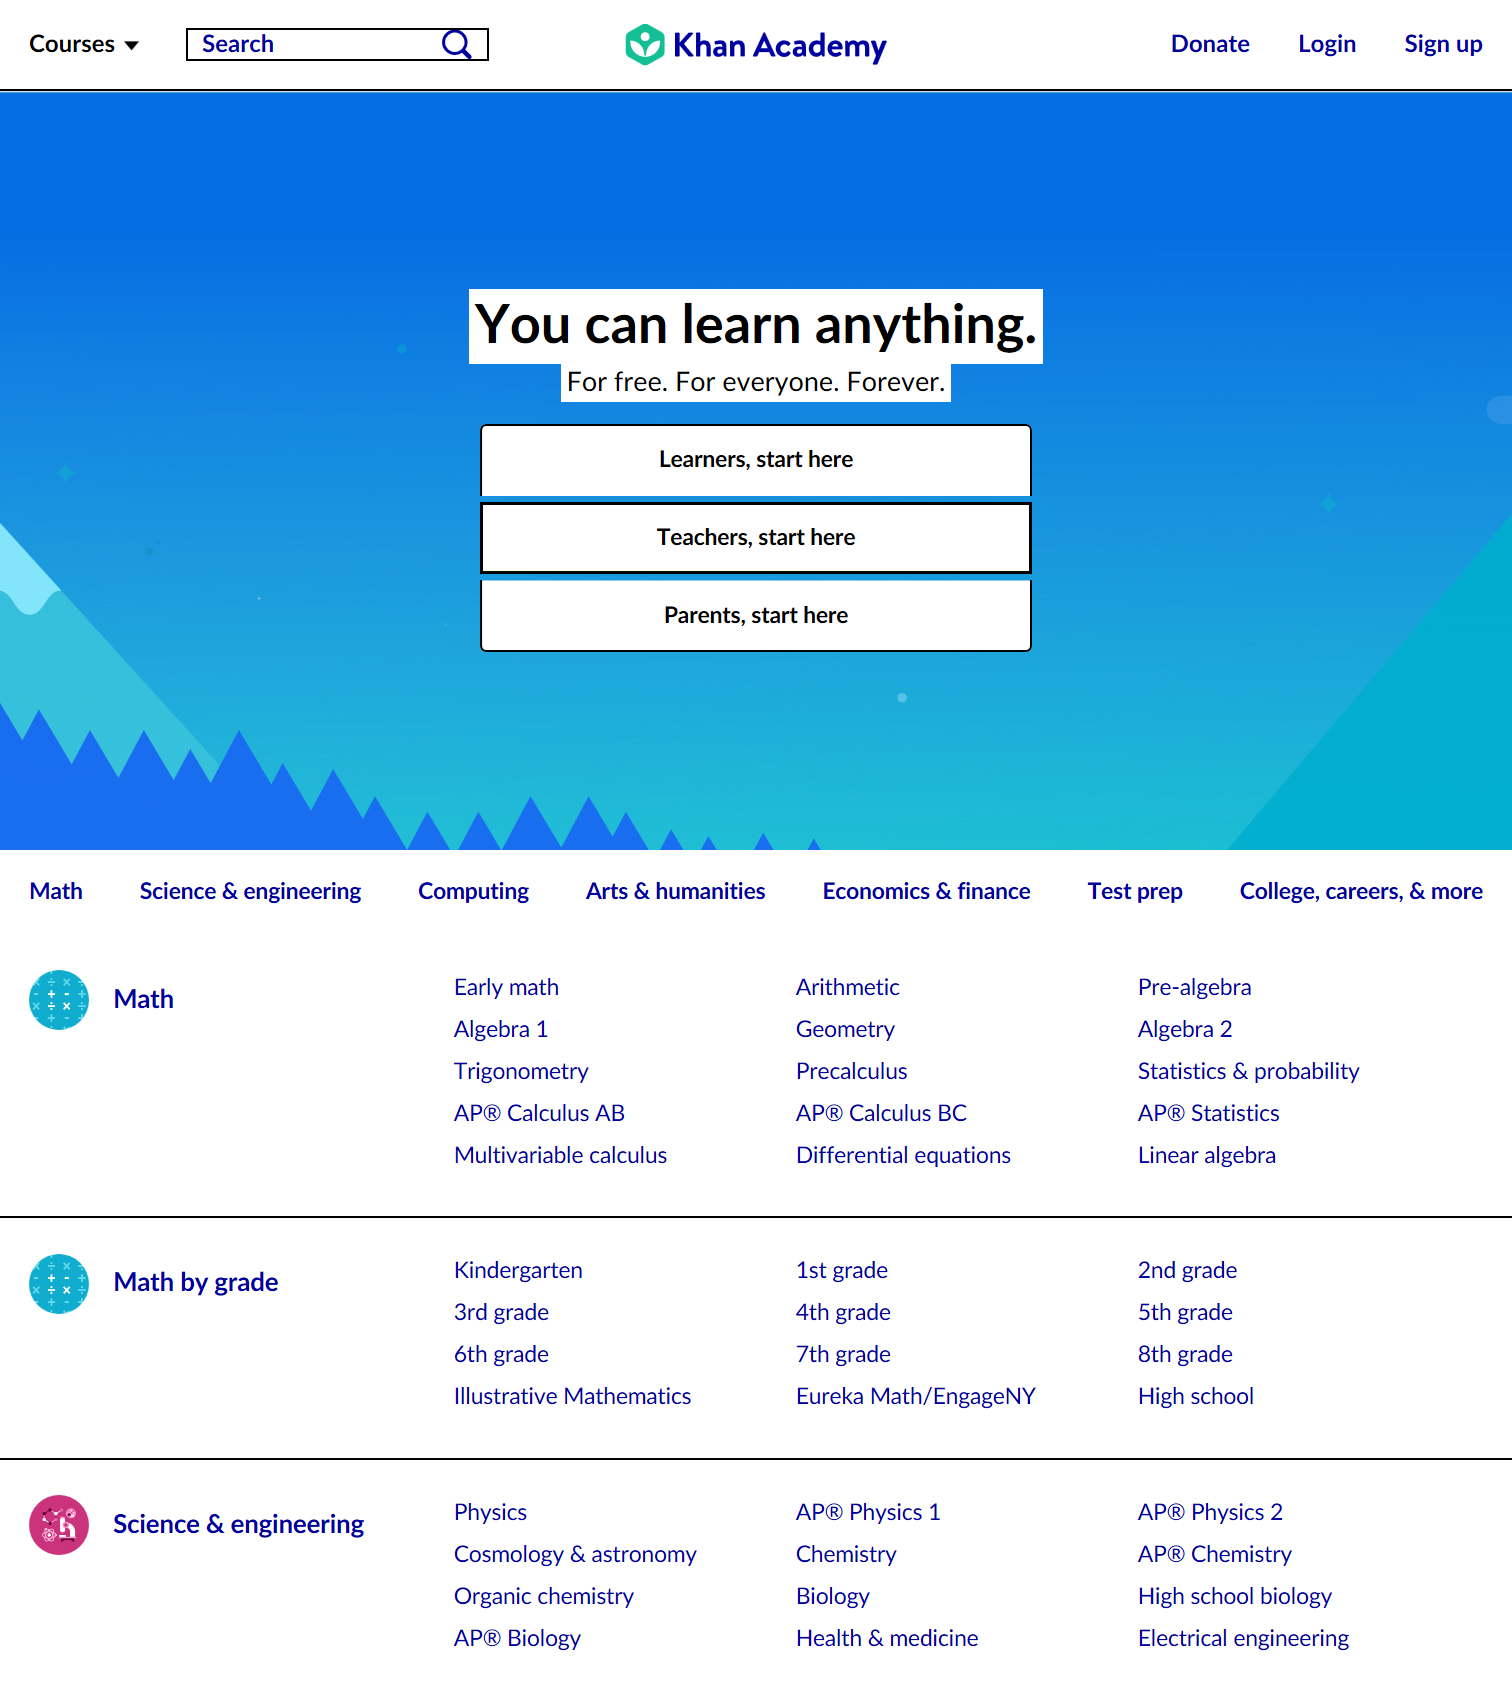 Courses Search Khan Academy Donate Login Sign up
You can learn anything.
For free. For everyone. Forever.
Learners, start here
Teachers, start here
Parents, start here
Math Science & engineering Computing Arts & humanities Economics & finance Test prep College, careers, & more
Math
Early math Arithmetic Pre-algebra
Algebra 1 Geometry Algebra 2
Trigonometry Precalculus Statistics & probability
AP® Calculus AB AP® Calculus BC AP® Statistics
Multivariable calculus Differential equations Linear algebra
Math by grade
Kindergarten 1st grade 2nd grade
3rd grade 4th grade 5th grade
6th grade 7th grade 8th grade
Illustrative Mathematics Eureka Math/EngageNY High school
Science & engineering
Physics AP® Physics 1 AP® Physics 2
Cosmology & astronomy Chemistry AP® Chemistry
Organic chemistry Biology High school biology
AP® Biology Health & medicine Electrical engineering